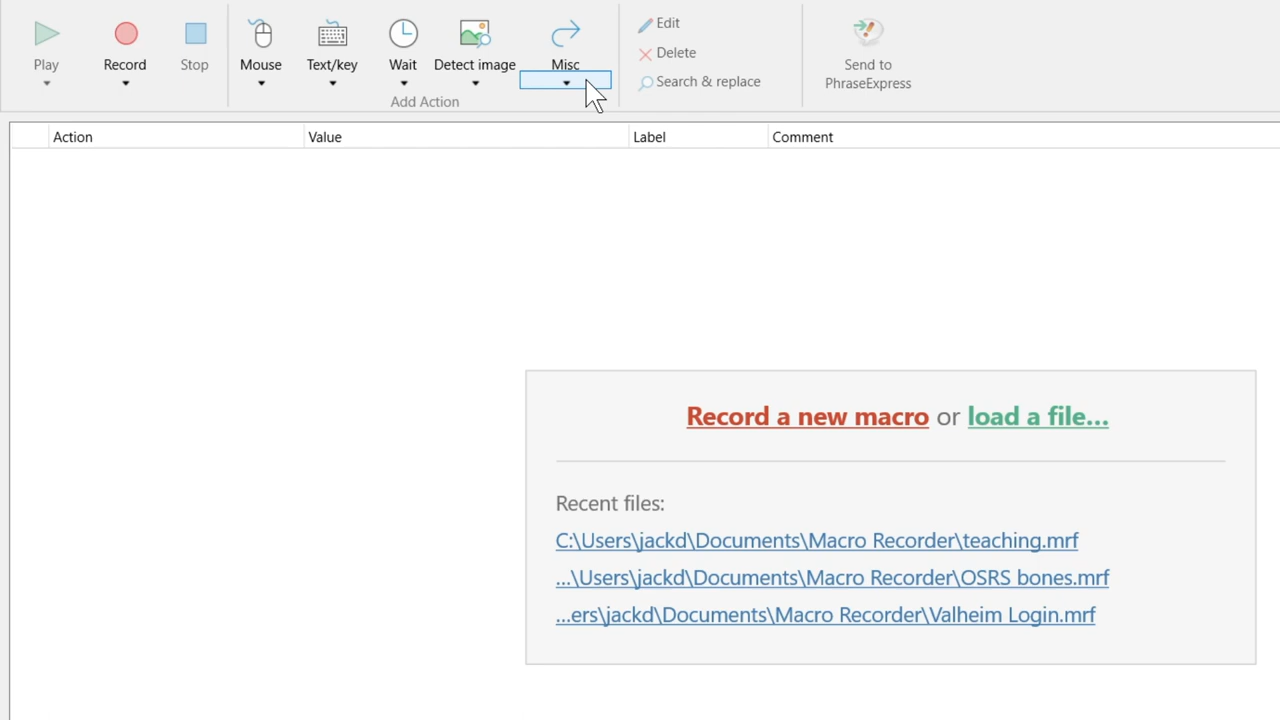 Play
Record
Stop
Mouse
Text/key
Wait
Detect image
Misc
Add Action
Edit
Delete
Search & replace
Send to
PhraseExpress
Action Value Label Comment
Record a new macro or load a file...
Recent files:
C:\Users\jackd\Documents\Macro Recorder\teaching.mrf
...\Users\jackd\Documents\Macro Recorder\OSRS bones.mrf
...ers\jackd\Documents\Macro Recorder\Valheim Login.mrf